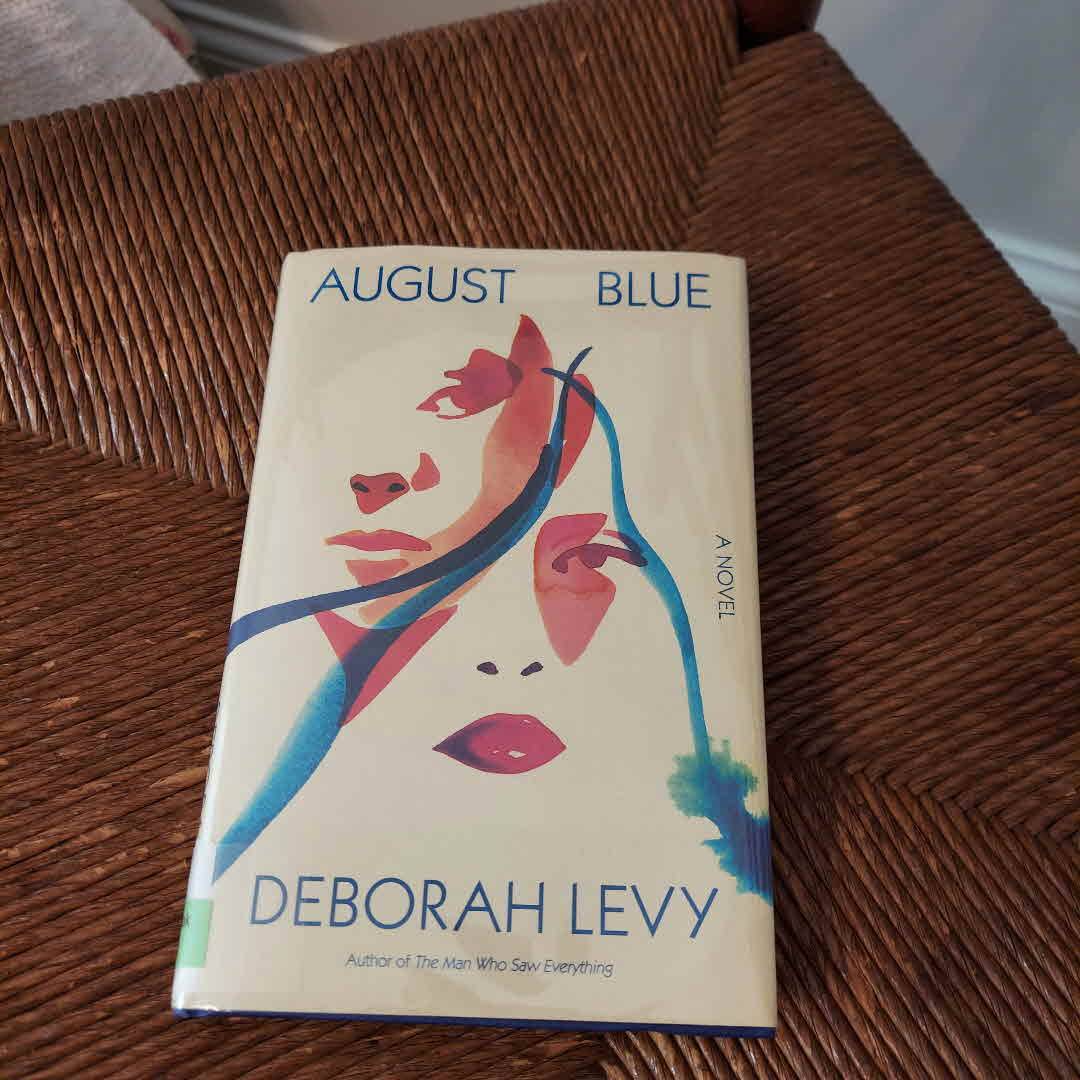 AUGUST BLUE
A NOVEL
DEBORAH LEVY
Author of The Man Who Saw Everything